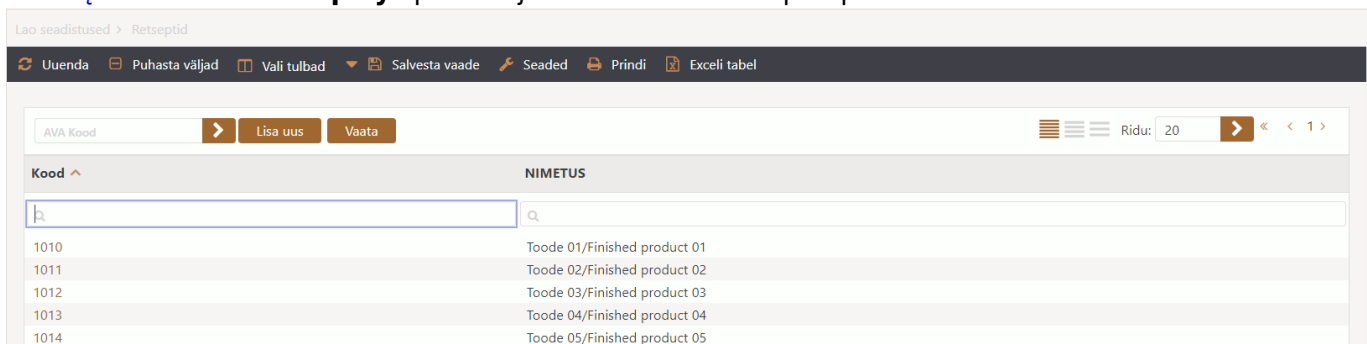 Lao seadistused > Retseptid
Uuenda Puhasta väljad Vali tulbad Salvesta vaade Seaded Prindi Exceli tabel
AVA Kood Lisa uus Vaata Ridu: 20 « < 1 >
Kood NIMETUS
1010 Toode 01/Finished product 01
1011 Toode 02/Finished product 02
1012 Toode 03/Finished product 03
1013 Toode 04/Finished product 04
1014 Toode 05/Finished product 05